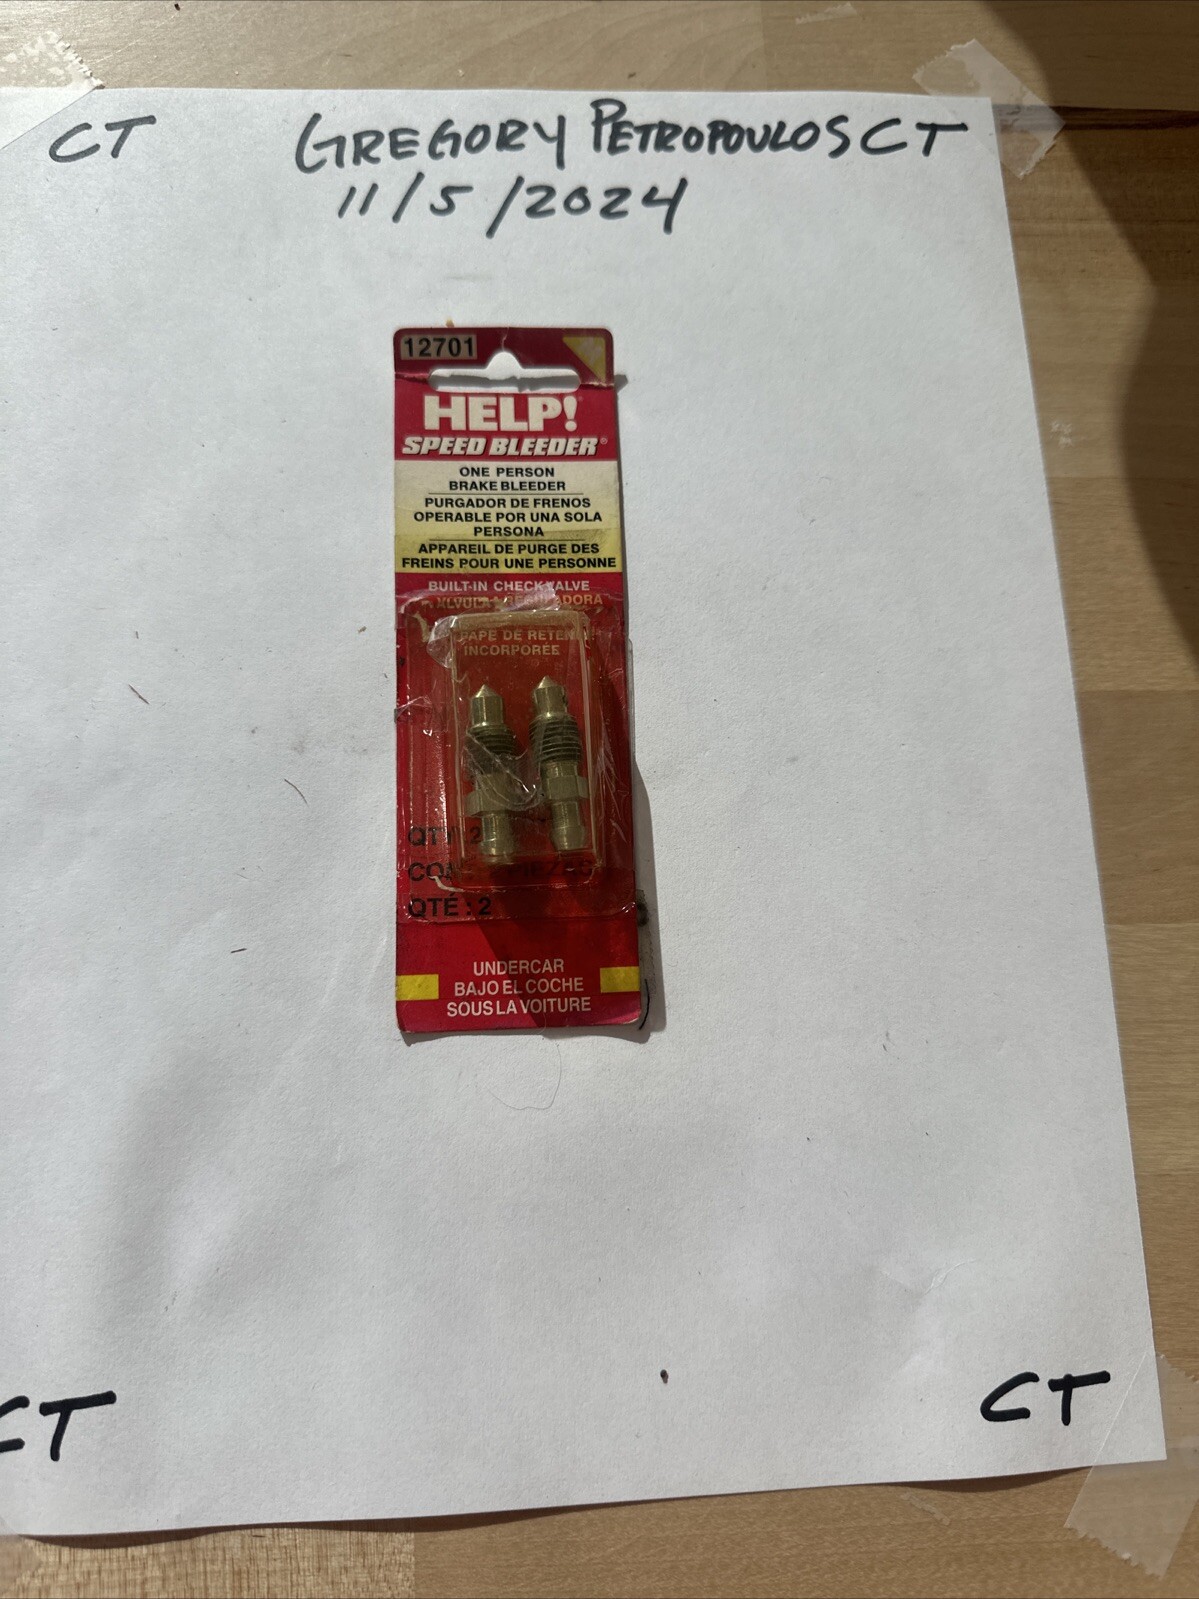 CT
GREGORY PETROPOULOS CT
11/5/2024
12701
HELP!
SPEED BLEEDER®
ONE PERSON
BRAKE BLEEDER
PURGADOR DE FRENOS
OPERABLE POR UNA SOLA
PERSONA
APPAREIL DE PURGE DES
FREINS POUR UNE PERSONNE
BUILT-IN CHECK VALVE
DE
INCORPORÉE
QTÉ : 2
UNDERCAR
BAJO EL COCHE
SOUS LA VOITURE
CT
CT